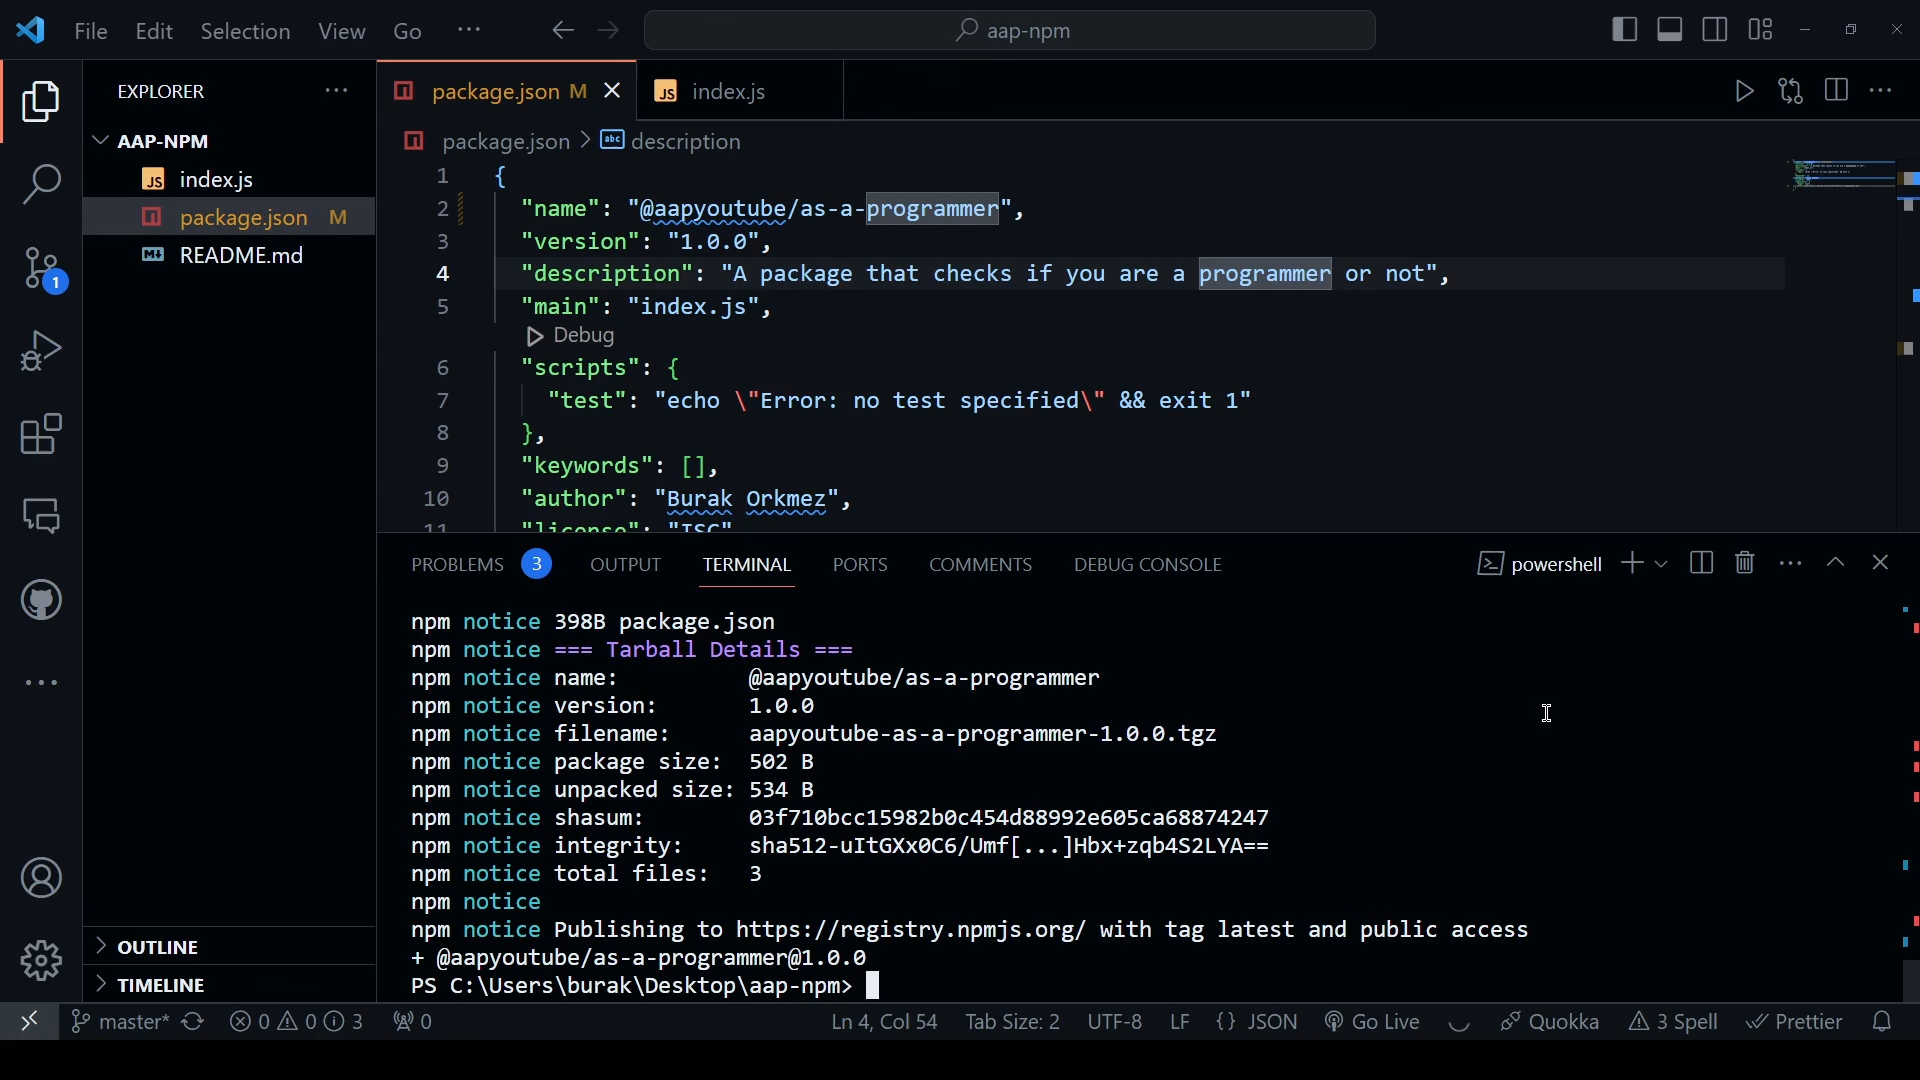 File Edit Selection View Go ··· aap-npm
EXPLORER ···
AAP-NPM
JS index.js
package.json M
README.md
1
package.json M
JS index.js
package.json > abc description
1 {
2 "name": "@aapyoutube/as-a-programmer",
3 "version": "1.0.0",
4 "description": "A package that checks if you are a programmer or not",
5 "main": "index.js",
Debug
6 "scripts": {
7 "test": "echo \"Error: no test specified\" && exit 1"
8 },
9 "keywords": [],
10 "author": "Burak Orkmez",
11 "license": "ISC"
PROBLEMS 3 OUTPUT TERMINAL PORTS COMMENTS DEBUG CONSOLE powershell
npm notice 398B package.json
npm notice === Tarball Details ===
npm notice name: @aapyoutube/as-a-programmer
npm notice version: 1.0.0
npm notice filename: aapyoutube-as-a-programmer-1.0.0.tgz
npm notice package size: 502 B
npm notice unpacked size: 534 B
npm notice shasum: 03f710bcc15982b0c454d88992e605ca68874247
npm notice integrity: sha512-uItGXx0C6/Umf[...]Hbx+zqb4S2LYA==
npm notice total files: 3
npm notice
npm notice Publishing to https://registry.npmjs.org/ with tag latest and public access
+ @aapyoutube/as-a-programmer@1.0.0
PS C:\Users\burak\Desktop\aap-npm>
OUTLINE
TIMELINE
master* 0 0 3 0 Ln 4, Col 54 Tab Size: 2 UTF-8 LF {} JSON Go Live Quokka 3 Spell Prettier